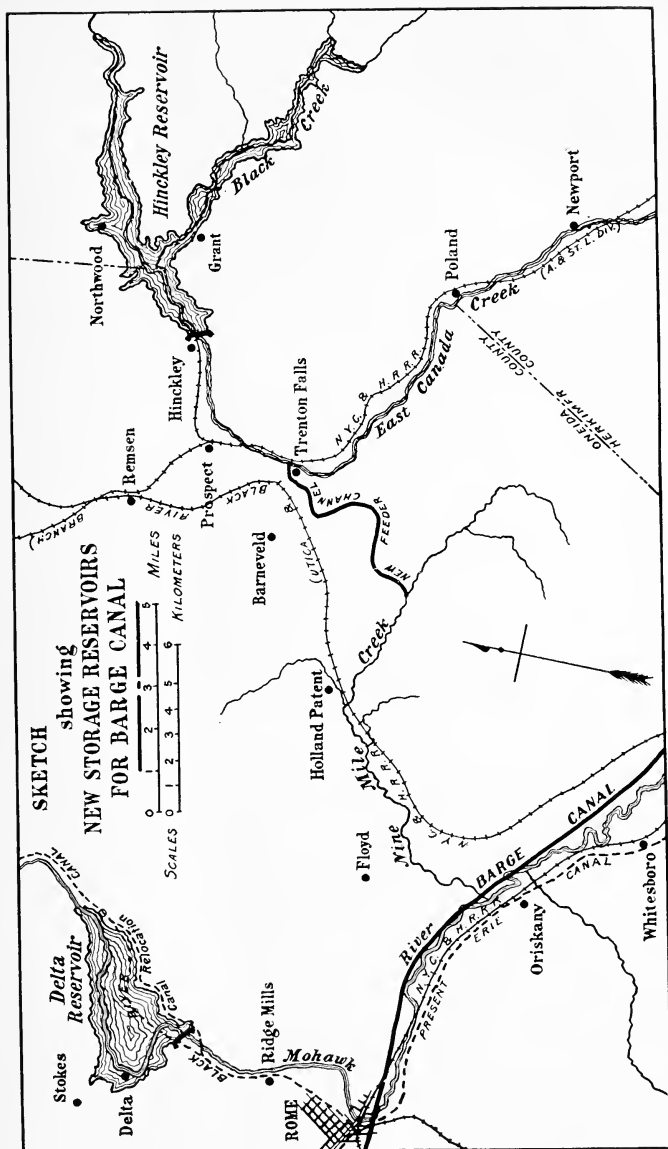 SKETCH
showing
NEW STORAGE RESERVOIRS
FOR BARGE CANAL
SCALES
0 1 2 3 4 5 MILES
0 1 2 3 4 5 6 KILOMETERS
Stokes
Delta
Reservoir
Delta
CANAL
RIVER
Relocation
Canal
BLACK
Ridge Mills
Mohawk
ROME
River
BARGE CANAL
N.Y.C. & H.R.R.R.
PRESENT ERIE CANAL
Oriskany
Whitesboro
Floyd
Nine Mile Creek
N.Y.C. & H.R.R.R.
Holland Patent
(UTICA & BLACK RIVER BRANCH)
Barneveld
Remsen
Prospect
Hinckley
Northwood
Hinckley Reservoir
Grant
Black Creek
Trenton Falls
NEW FEEDER CHANNEL
N.Y.C. & H.R.R.R.
East Canada Creek
Poland
(A. & ST. L. DIV.)
Newport
ONEIDA COUNTY
HERKIMER COUNTY